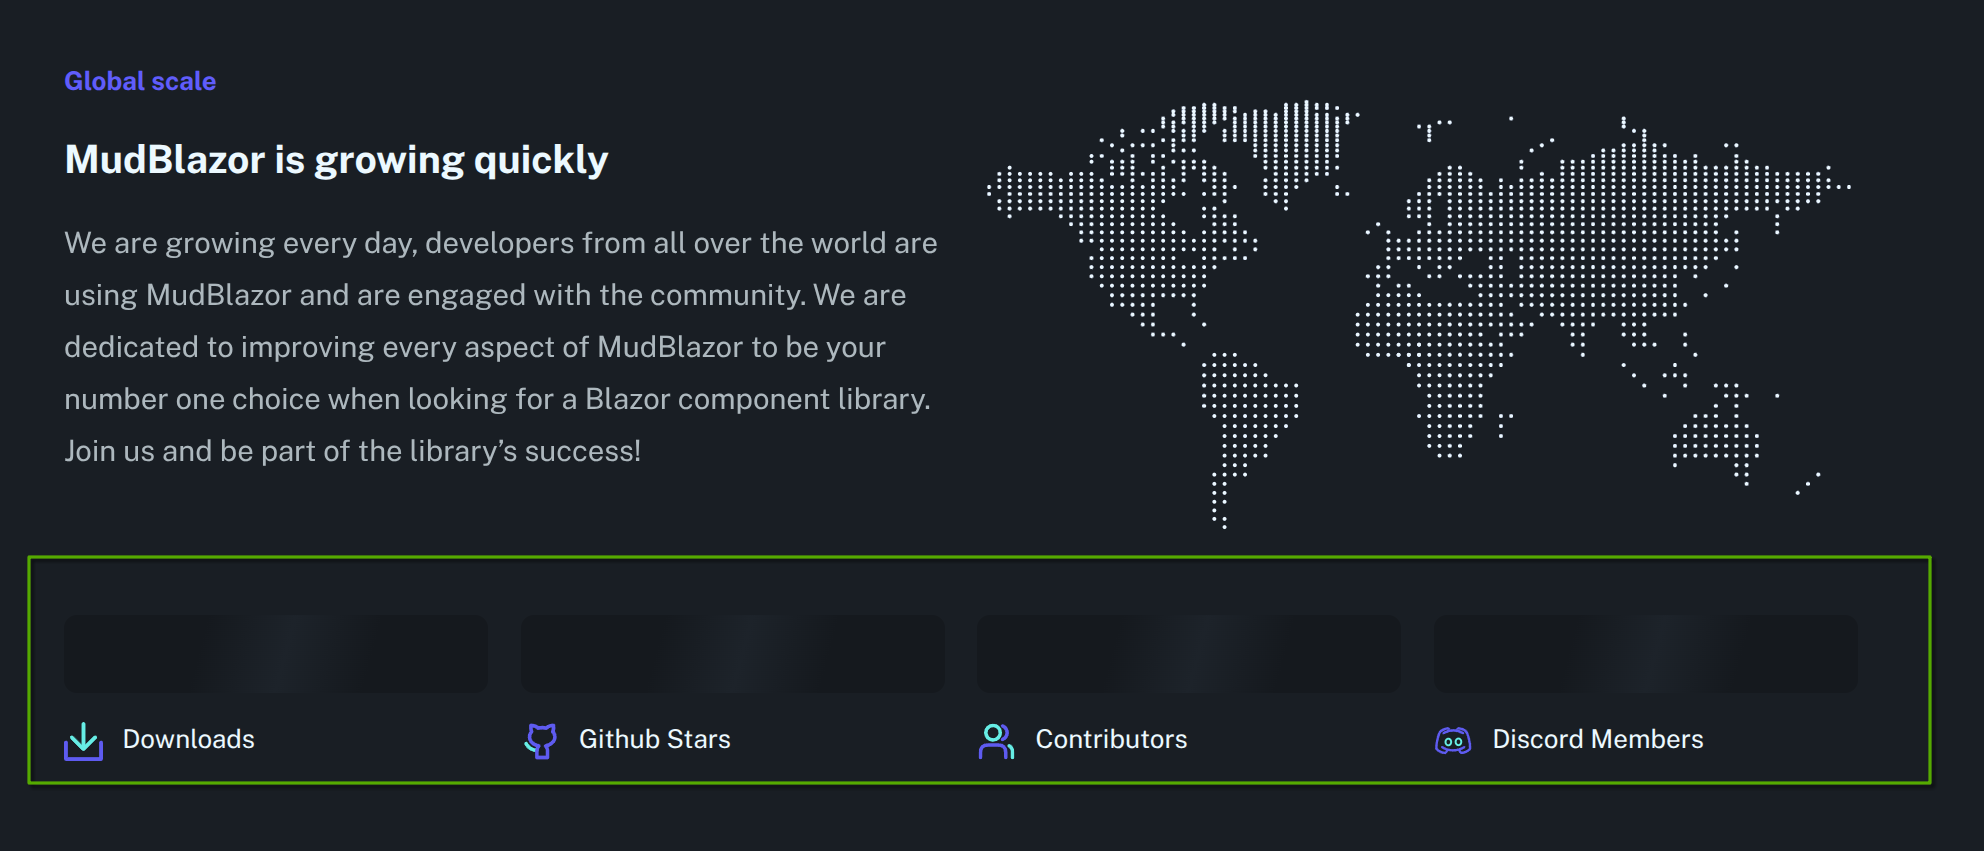 Global scale
MudBlazor is growing quickly
We are growing every day, developers from all over the world are
using MudBlazor and are engaged with the community. We are
dedicated to improving every aspect of MudBlazor to be your
number one choice when looking for a Blazor component library.
Join us and be part of the library’s success!
Downloads
Github Stars
Contributors
Discord Members